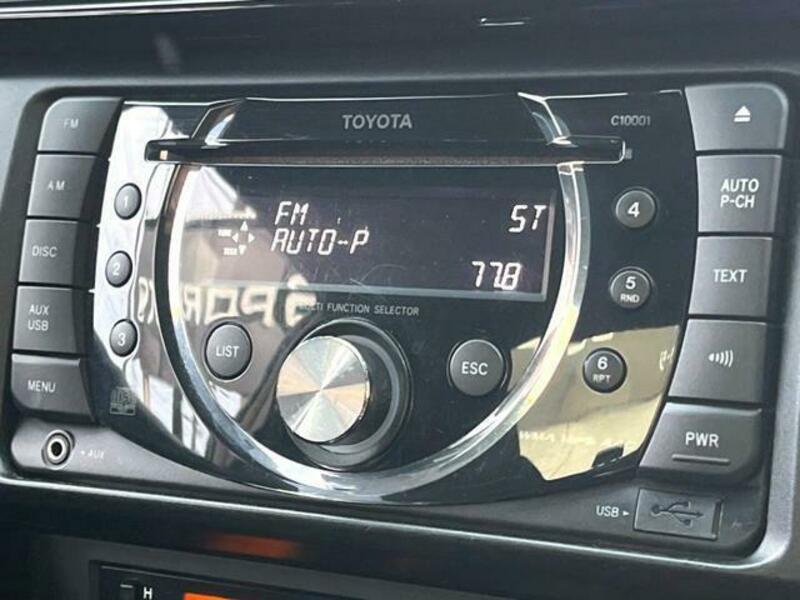 TOYOTA
C10001
FM
AM
DISC
AUX
USB
MENU
AUX
1
2
3
FM
AUTO-P
ST
77.8
MULTI FUNCTION SELECTOR
LIST
ESC
4
5
RND
6
RPT
AUTO
P-CH
TEXT
PWR
USB
H